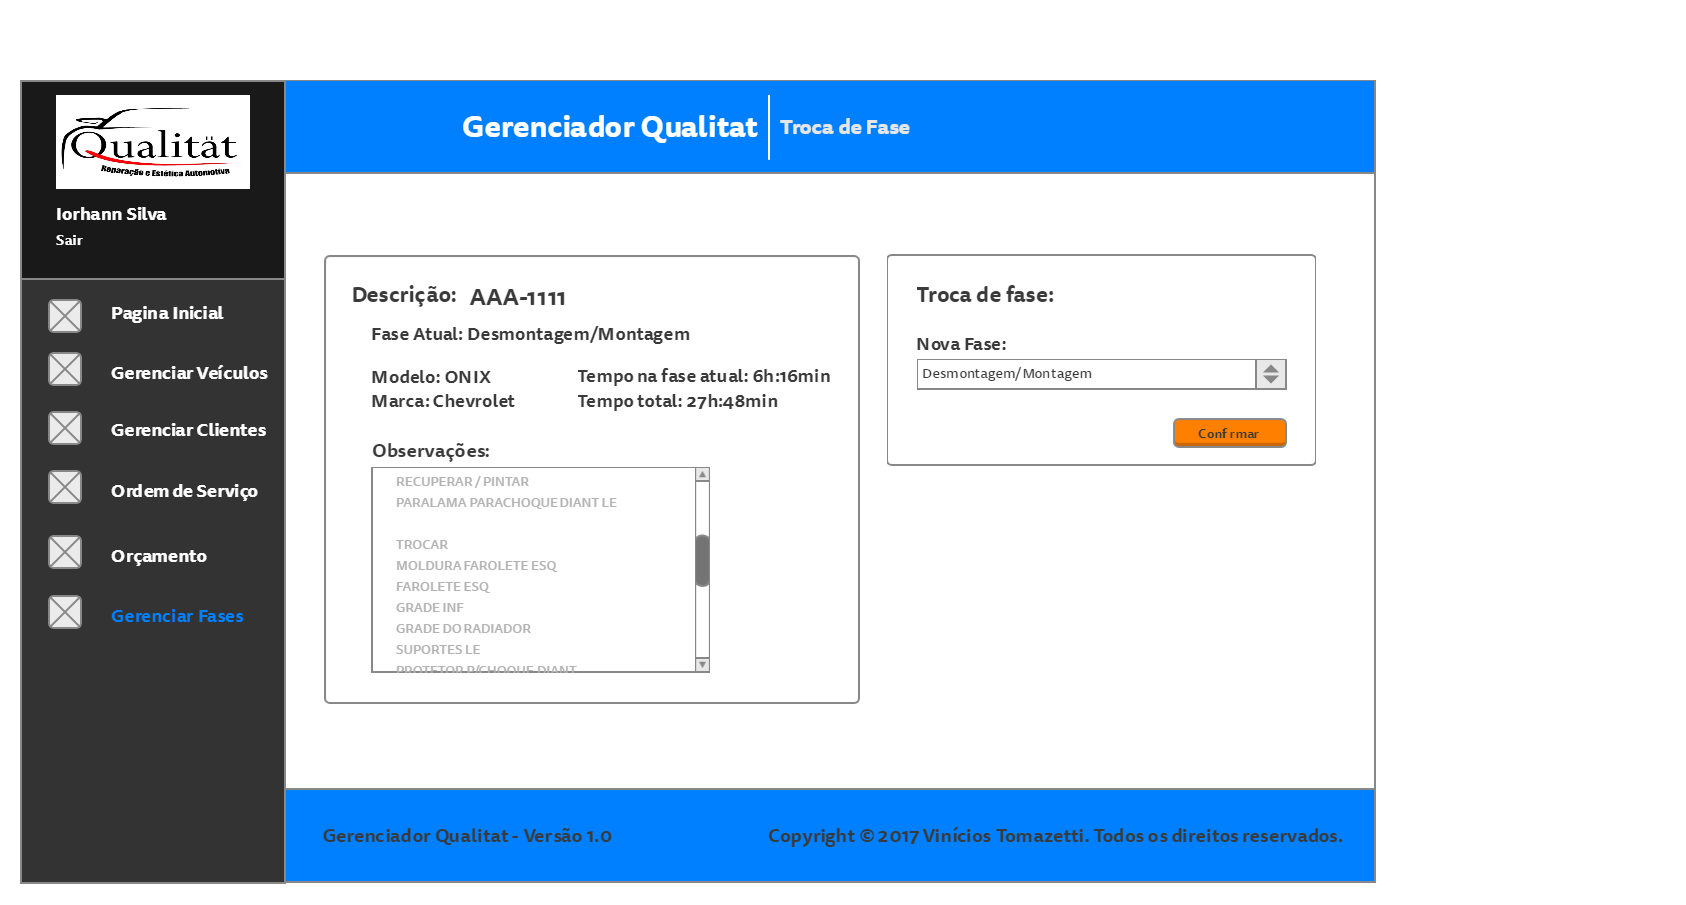 Qualität
Reparação e Estética Automotiva
Iorhann Silva
Sair
Pagina Inicial
Gerenciar Veículos
Gerenciar Clientes
Ordem de Serviço
Orçamento
Gerenciar Fases
Gerenciador Qualitat
Troca de Fase
Descrição: AAA-1111
Fase Atual: Desmontagem/Montagem
Modelo: ONIX
Marca: Chevrolet
Tempo na fase atual: 6h:16min
Tempo total: 27h:48min
Observações:
RECUPERAR / PINTAR
PARALAMA PARACHOQUE DIANT LE
TROCAR
MOLDURA FAROLETE ESQ
FAROLETE ESQ
GRADE INF
GRADE DO RADIADOR
SUPORTES LE
PROTETOR P/CHOQUE DIANT
Troca de fase:
Nova Fase:
Desmontagem/Montagem
Confirmar
Gerenciador Qualitat - Versão 1.0
Copyright © 2017 Vinícios Tomazetti. Todos os direitos reservados.